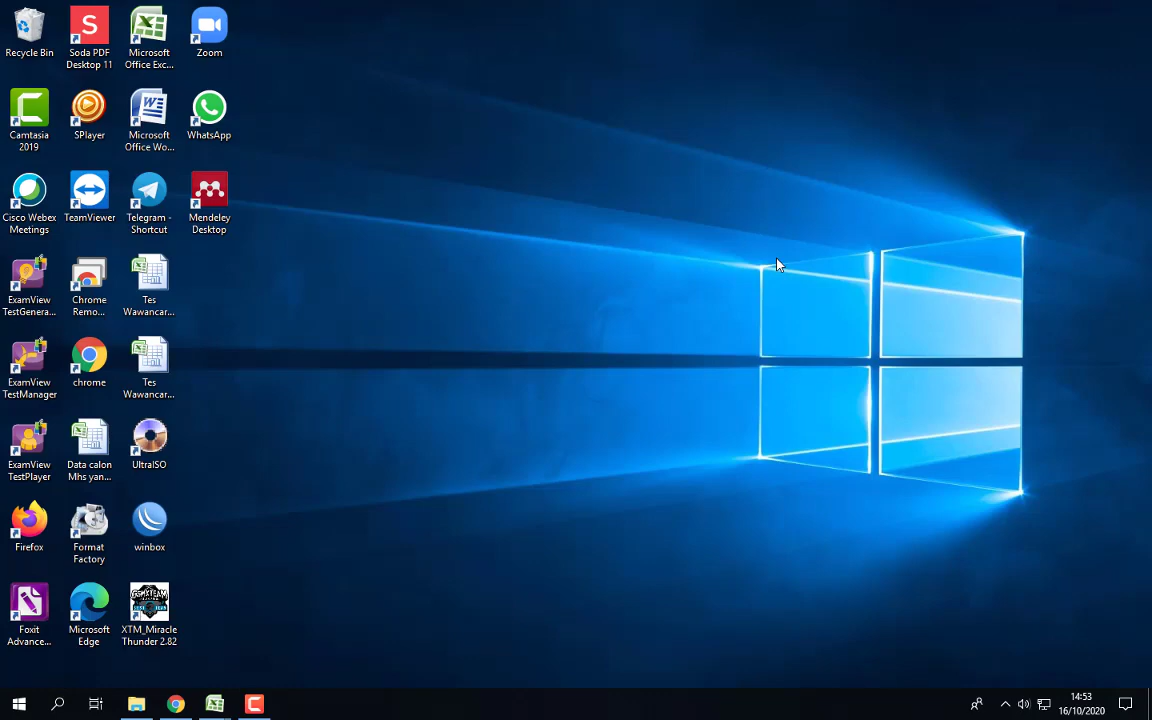 Recycle Bin
Soda PDF
Desktop 11
Microsoft
Office Exc...
Zoom
Camtasia
2019
SPlayer
Microsoft
Office Wo...
WhatsApp
Cisco Webex
Meetings
TeamViewer
Telegram -
Shortcut
Mendeley
Desktop
ExamView
TestGenera...
Chrome
Remo...
Tes
Wawancar...
ExamView
TestManager
chrome
Tes
Wawancar...
ExamView
TestPlayer
Data calon
Mhs yan...
UltraISO
Firefox
Format
Factory
winbox
Foxit
Advance...
Microsoft
Edge
XTM_Miracle
Thunder 2.82
14:53
16/10/2020